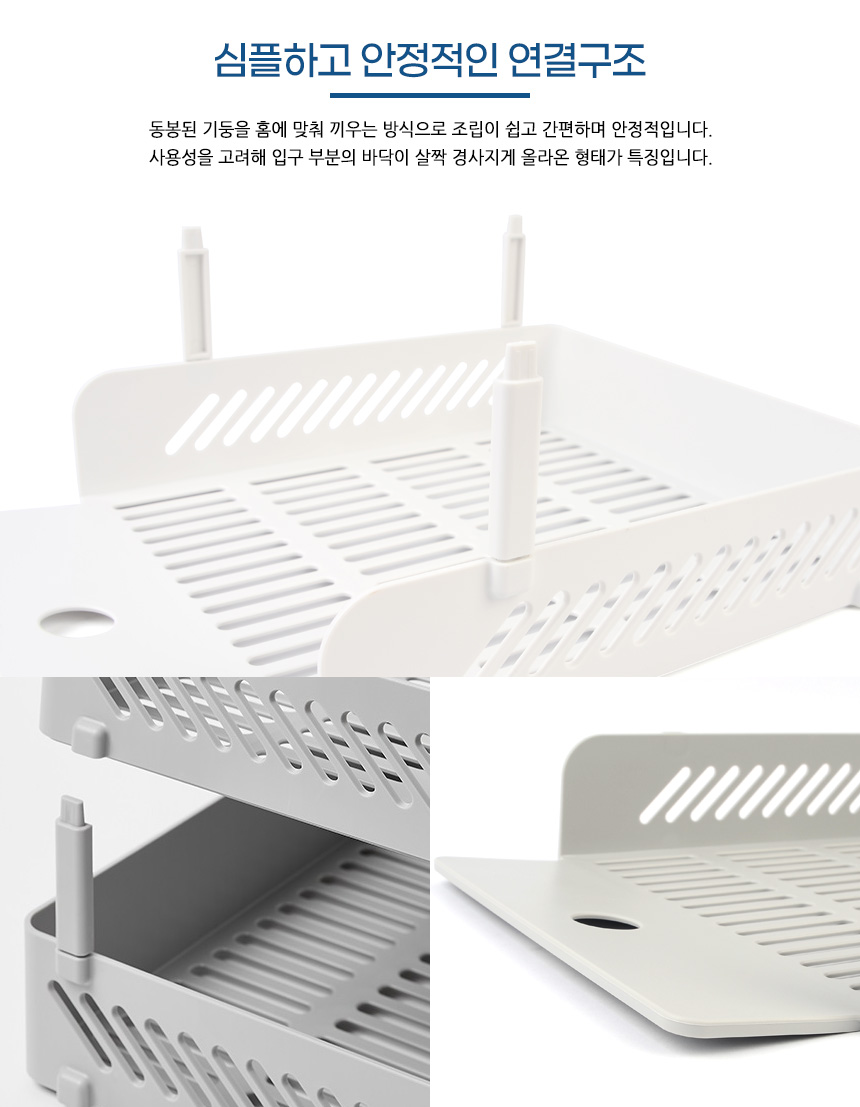 심플하고 안정적인 연결구조
동봉된 기둥을 홈에 맞춰 끼우는 방식으로 조립이 쉽고 간편하며 안정적입니다.
사용성을 고려해 입구 부분의 바닥이 살짝 경사지게 올라온 형태가 특징입니다.